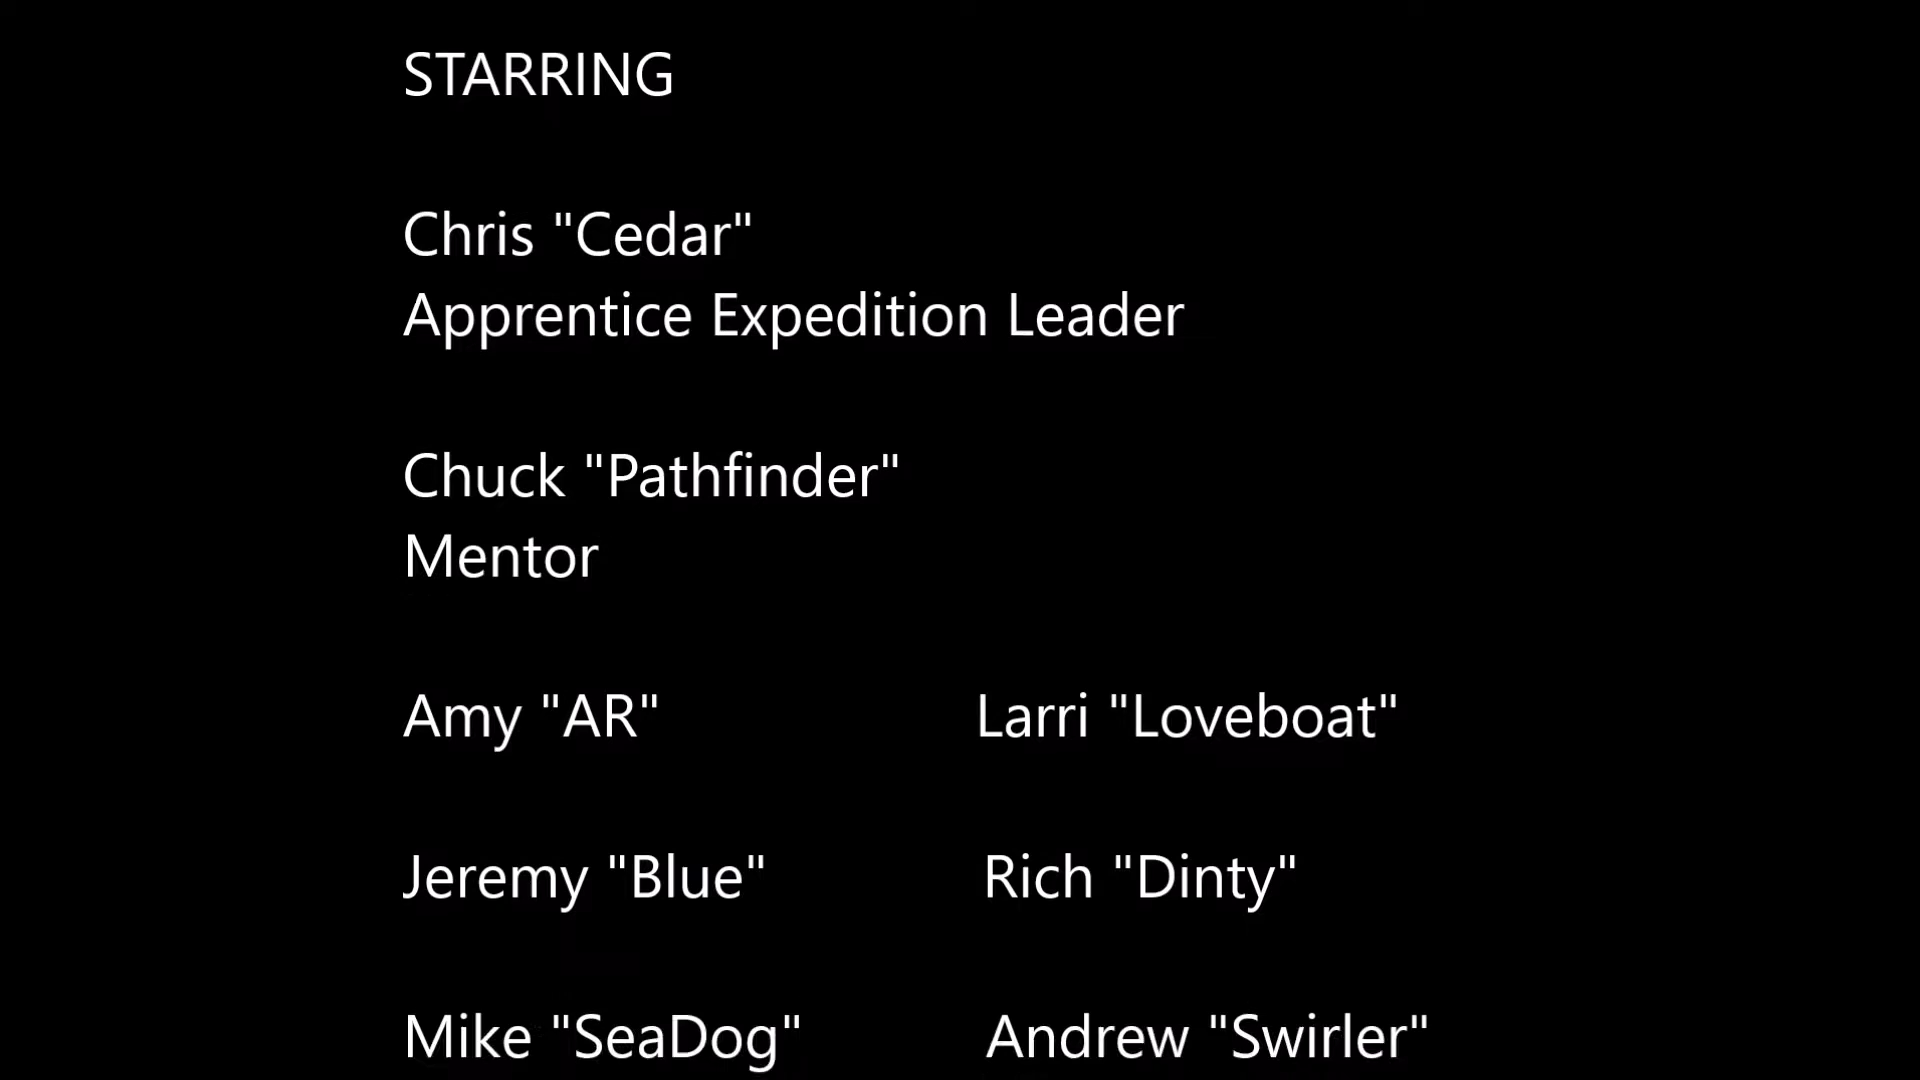 STARRING
Chris "Cedar"
Apprentice Expedition Leader
Chuck "Pathfinder"
Mentor
Amy "AR" Larri "Loveboat"
Jeremy "Blue" Rich "Dinty"
Mike "SeaDog" Andrew "Swirler"